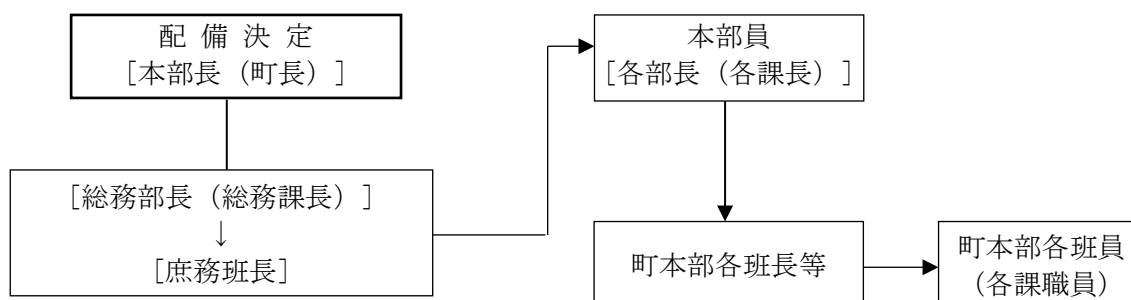 配 備 決 定
［本部長（町長）］
［総務部長（総務課長）］
↓
［庶務班長］
本部員
［各部長（各課長）］
町本部各班長等
町本部各班員
（各課職員）